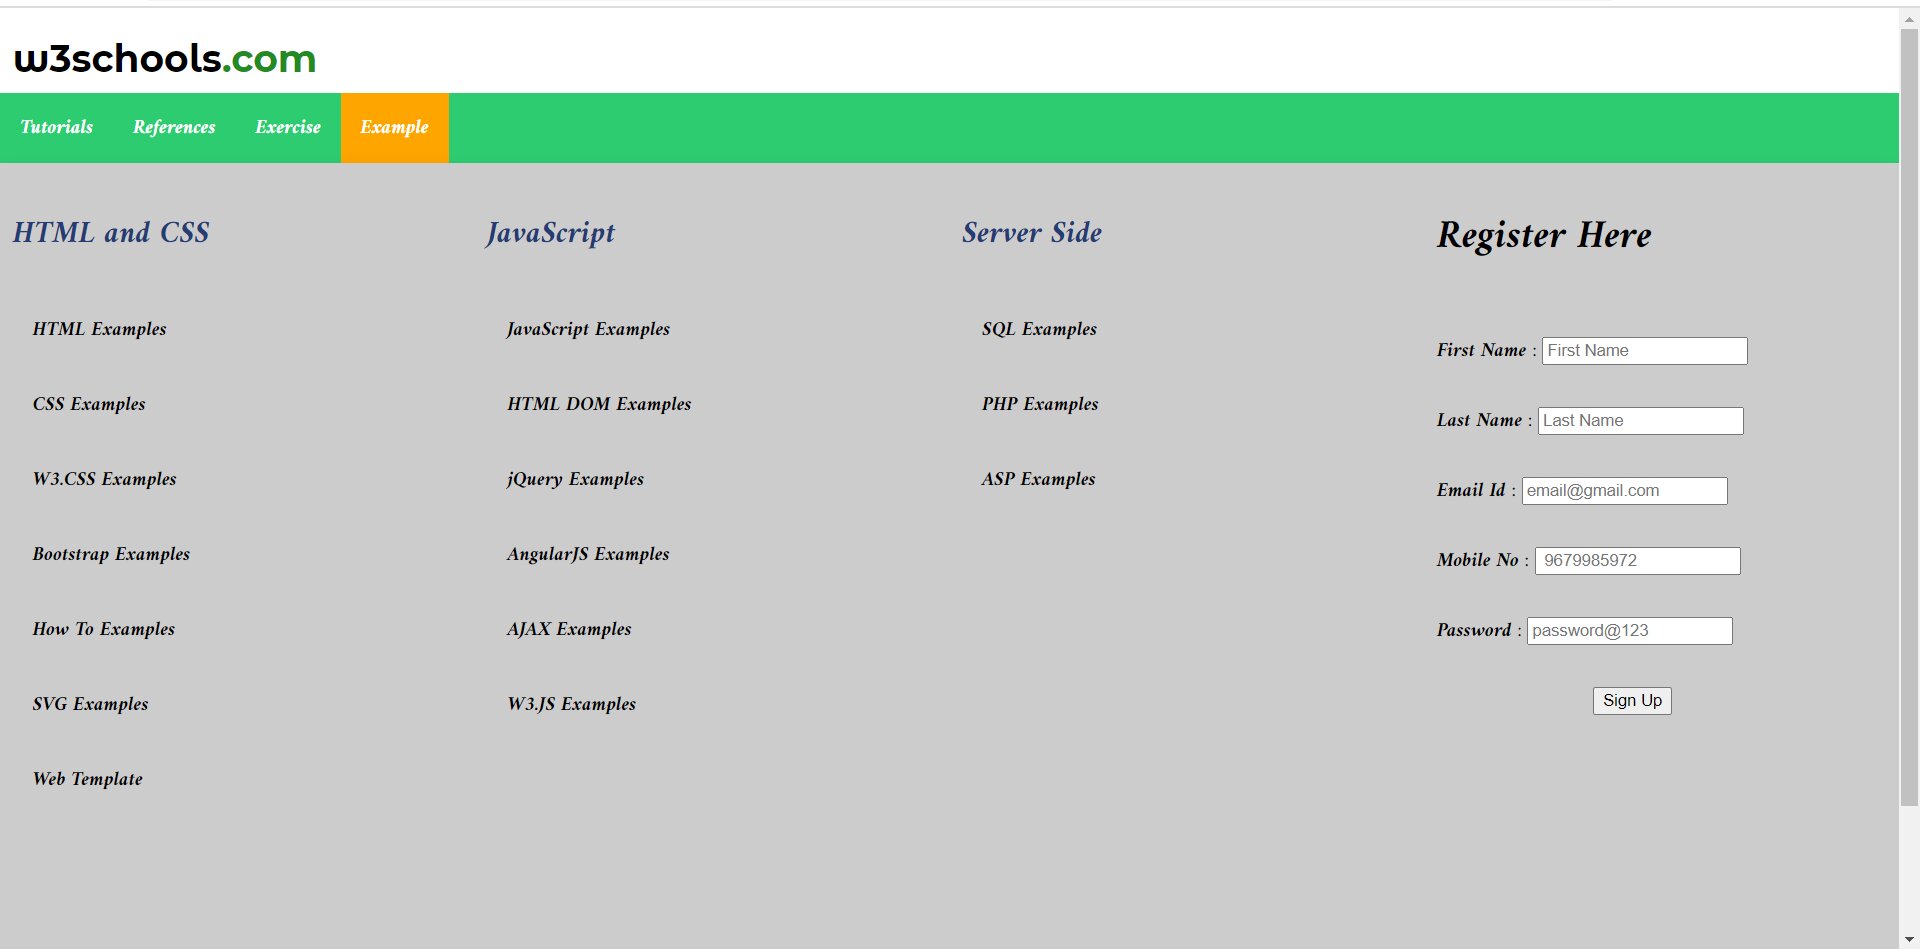 w3schools.com
Tutorials References Exercise Example
HTML and CSS
HTML Examples
CSS Examples
W3.CSS Examples
Bootstrap Examples
How To Examples
SVG Examples
Web Template
JavaScript
JavaScript Examples
HTML DOM Examples
jQuery Examples
AngularJS Examples
AJAX Examples
W3.JS Examples
Server Side
SQL Examples
PHP Examples
ASP Examples
Register Here
First Name : First Name
Last Name : Last Name
Email Id : email@gmail.com
Mobile No : 9679985972
Password : password@123
Sign Up